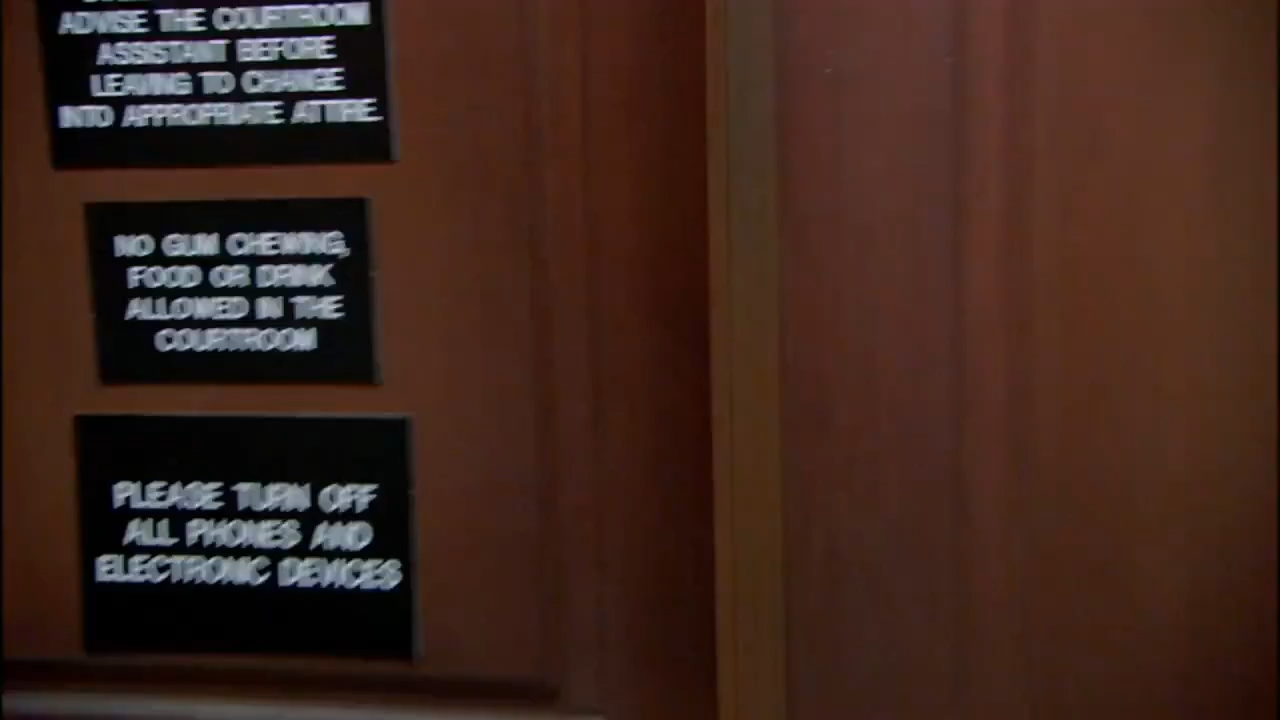 ADVISE THE COURTROOM
ASSISTANT BEFORE
LEAVING TO CHANGE
INTO APPROPRIATE ATTIRE.
NO GUM CHEWING,
FOOD OR DRINK
ALLOWED IN THE
COURTROOM
PLEASE TURN OFF
ALL PHONES AND
ELECTRONIC DEVICES